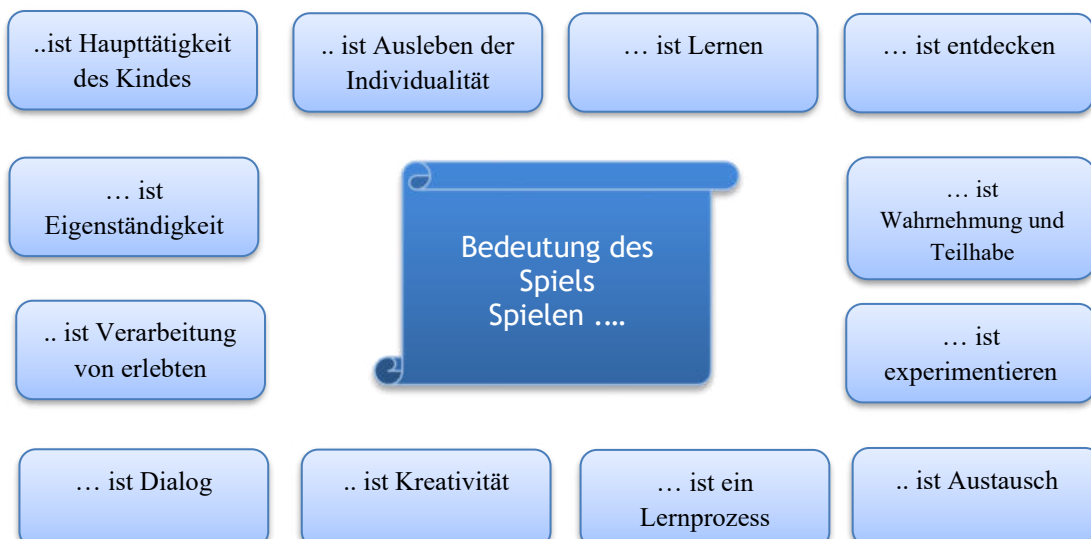 ..ist Haupttätigkeit
des Kindes
.. ist Ausleben der
Individualität
… ist Lernen
… ist entdecken
… ist
Eigenständigkeit
Bedeutung des
Spiels
Spielen ….
… ist
Wahrnehmung und
Teilhabe
.. ist Verarbeitung
von erlebten
… ist
experimentieren
… ist Dialog
.. ist Kreativität
… ist ein
Lernprozess
.. ist Austausch